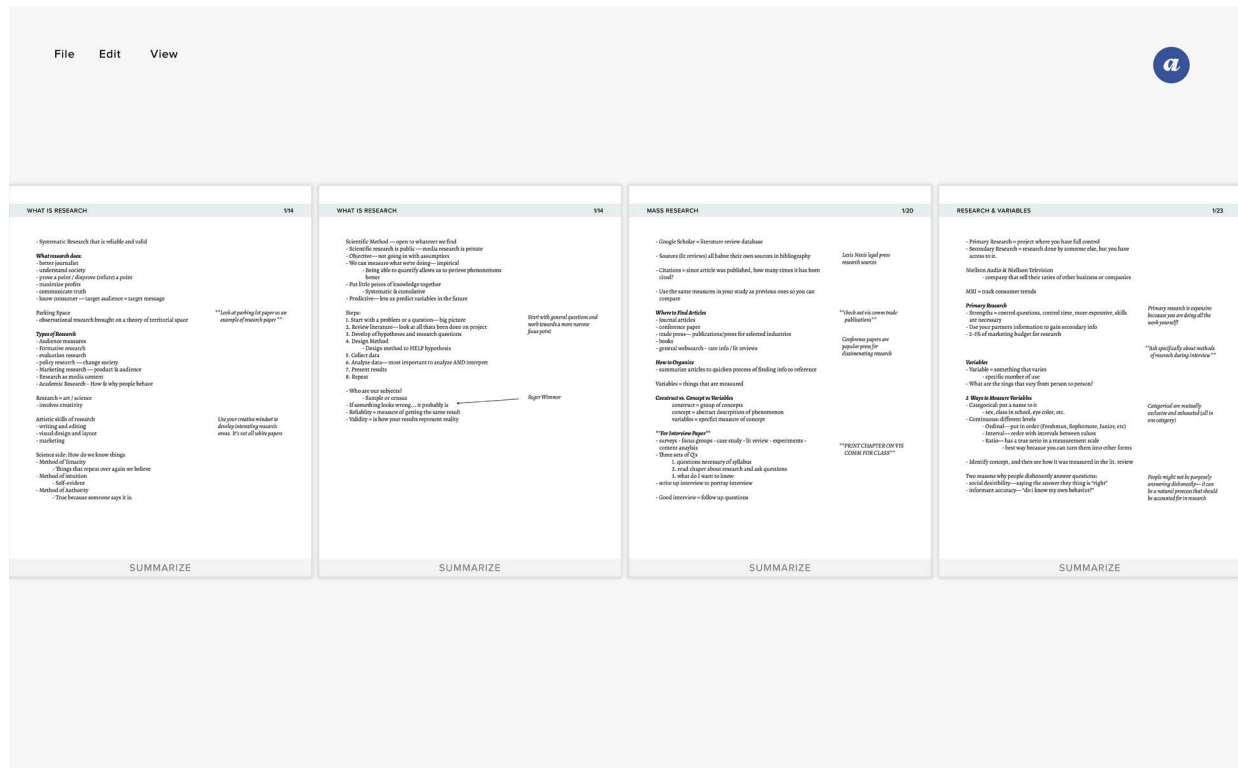 File Edit View
a
WHAT IS RESEARCH 1/14
- Systematic Research that is reliable and valid
What research does:
- better journalist
- understand society
- prove a point / disprove (refute) a point
- maximize profits
- communicate truth
- know consumer — target audience = target message
Parking Space
- observational research brought on a theory of territorial space
**Look at parking lot paper as an
example of research paper **
Types of Research
- Audience measures
- Formative research
- evaluation research
- policy research — change society
- Marketing research — product & audience
- Research as media content
- Academic Research - How & why people behave
Research = art / science
- involves creativity
Artistic skills of research
- writing and editing
- visual design and layout
- marketing
Use your creative mindset to
develop interesting research
areas. It's not all white papers
Science side: How do we know things
- Method of Tenacity
- Things that repeat over again we believe
- Method of intuition
- Self-evident
- Method of Authority
- True because someone says it is.
SUMMARIZE
WHAT IS RESEARCH 1/14
Scientific Method — open to whatever we find
- Scientific research is public — media research is private
- Objective— not going in with assumption
- We can measure what we're doing— impirical
- Being able to quantify allows us to perieve phenomenoms
better
- Put little peices of knowledge together
- Systematic & cumulative
- Predictive— lets us predict variables in the future
Steps:
1. Start with a problem or a question— big picture
2. Review literature— look at all thats been done on project
3. Develop of hypotheses and research questions
4. Design Method
- Design method to HELP hypothesis
5. Collect data
6. Analyze data— most important to analyze AND interpret
7. Present results
8. Repeat
Start with general questions and
work towards a more narrow
focus point
- Who are our subjects?
- Sample or census
- If something looks wrong... it probably is
- Reliability = measure of getting the same result
- Validity = is how your results represent reality
Roger Wimmer
SUMMARIZE
MASS RESEARCH 1/20
- Google Scholar = literature review database
- Sources (lit reviews) all habve their own sources in bibliography
- Citations = since article was published, how many times it has been
cited?
- Use the same measures in your study as previous ones so you can
compare
Lexis Nexis legal press
research sources
Where to Find Articles
- Journal articles
- conference paper
- trade press— publications/press for selected industries
- books
- general websearch - rare info / lit reviews
**check out vis comm trade
publications**
Conference papers are
popular press for
dissimenating research
How to Organize
- summarize articles to quicken process of finding info to reference
Variables = things that are measured
Construct vs. Concept vs Variables
construct = group of concepts
concept = abstract descrpition of phenomenon
variables = specfict measure of concept
**For Interview Paper**
- surveys - focus groups - case study - lit review - experiments -
content anaylsis
- Three sets of Q's
1. questions necessary of syllabus
2. read chaper about research and ask questions
3. what do I want to know
- write up interview to portray interview
- Good interview = follow up questions
**PRINT CHAPTER ON VIS
COMM FOR CLASS**
SUMMARIZE
RESEARCH & VARIABLES 1/23
- Primary Research = project where you have full control
- Secondary Research = research done by someone else, but you have
access to it.
Nielson Audio & Nielson Television
- company that sell their raties of other business or companies
MRI = track consumer trends
Primary Research
- Strengths = control questions, control time, more expensive, skills
are necessary
- Use your partners information to gain secondary info
- 2-3% of marketing budget for research
Primary research is expensive
because you are doing all the
work yourself!
**Ask specifically about methods
of reserach during interview**
Variables
- Variable = something that varies
- specific number of use
- What are the tings that vary from person to person?
2 Ways to Measure Variables
- Categorical: put a name to it
- sex, class in school, eye color, etc.
- Continuous: different levels
- Ordinal— put in order (Freshman, Sophomore, Junior, etc)
- Interval— order with intervals between values
- Ratio— has a true zero in a measurement scale
- best way because you can turn them into other forms
- Identify concept, and then see how it was measured in the lit. review
Categorical are mutually
exclusive and exhausted (all in
one category)
Two reasons why people dishonestly answer questions:
- social desiribility— saying the answer they thing is "right"
- informant accuracy— "do i know my own behavior?"
People might not be purposely
answering dishonestly— it can
be a natural process that should
be accounted for in research
SUMMARIZE